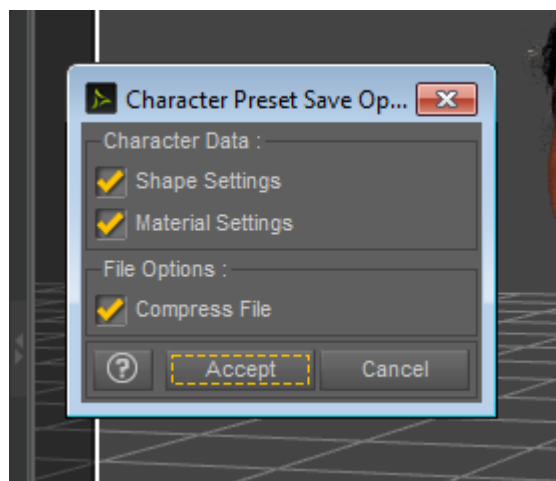 Character Preset Save Op...
Character Data :
Shape Settings
Material Settings
File Options :
Compress File
? Accept Cancel